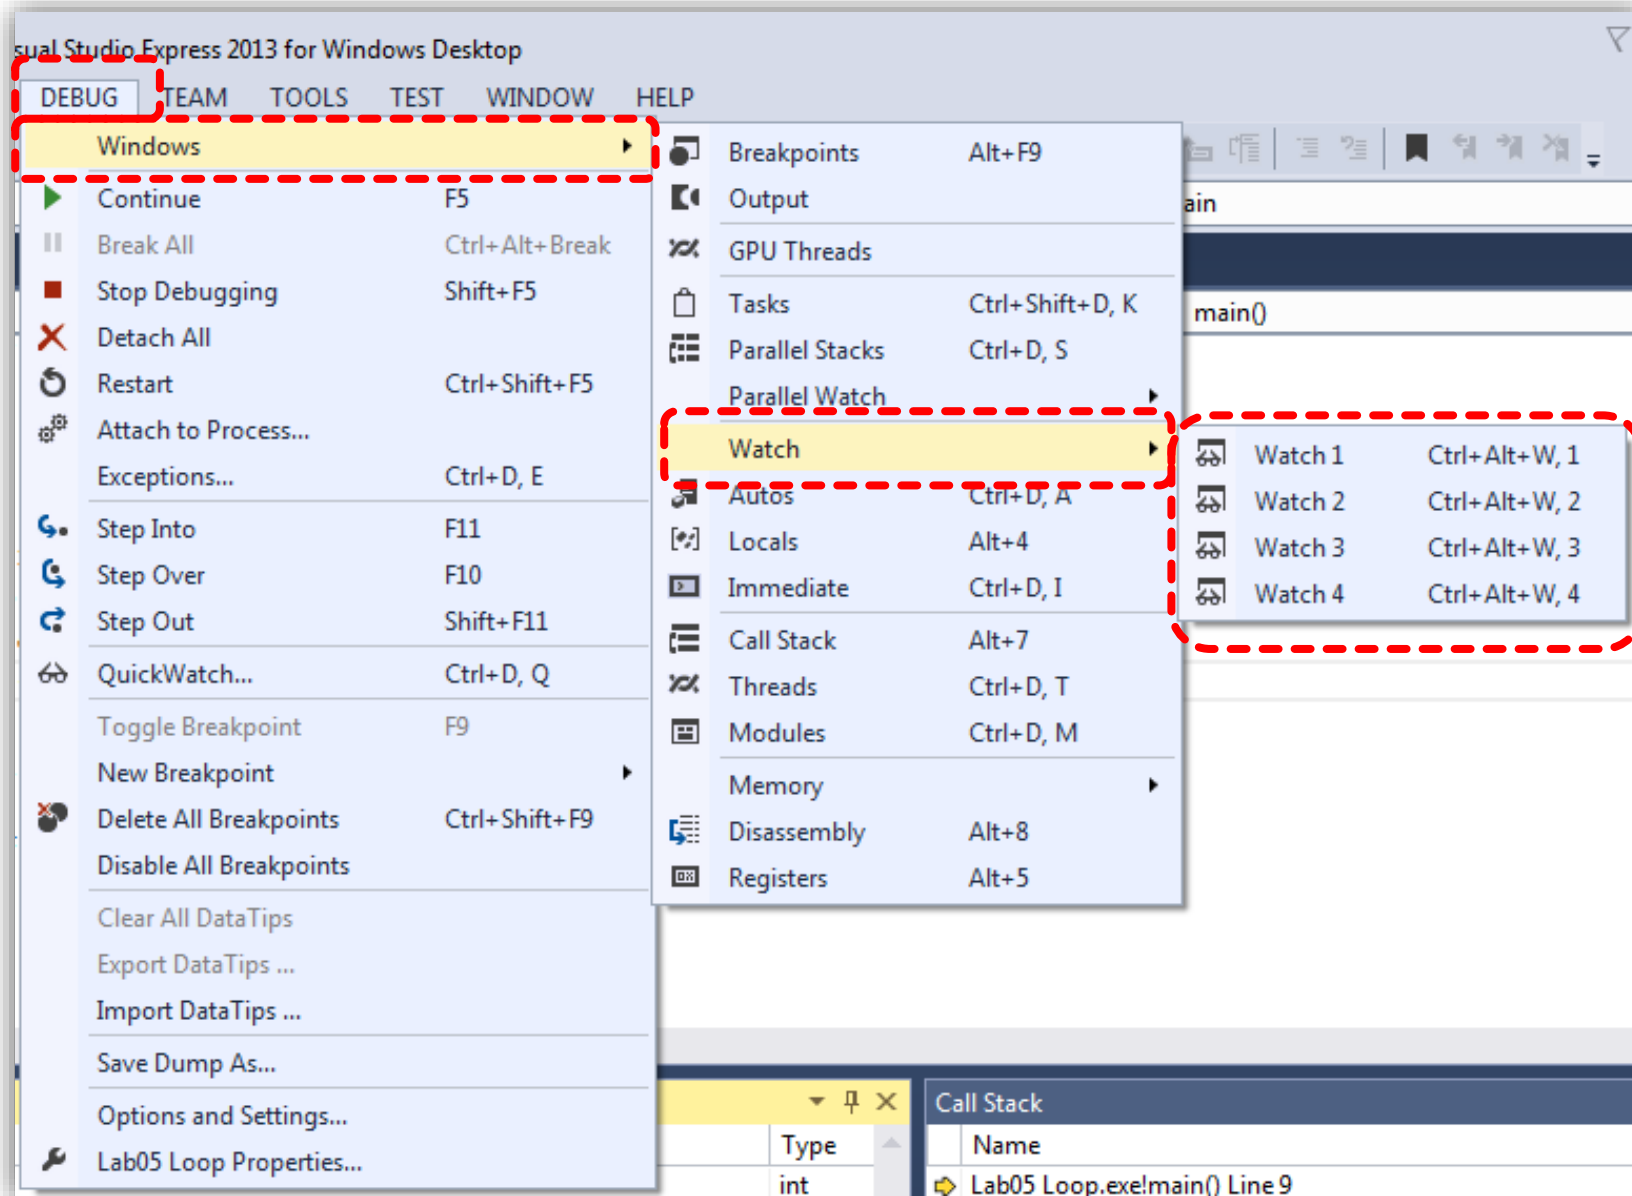 sual Studio Express 2013 for Windows Desktop
DEBUG TEAM TOOLS TEST WINDOW HELP
Windows
Continue F5
Break All Ctrl+Alt+Break
Stop Debugging Shift+F5
Detach All
Restart Ctrl+Shift+F5
Attach to Process...
Exceptions... Ctrl+D, E
Step Into F11
Step Over F10
Step Out Shift+F11
QuickWatch... Ctrl+D, Q
Toggle Breakpoint F9
New Breakpoint
Delete All Breakpoints Ctrl+Shift+F9
Disable All Breakpoints
Clear All DataTips
Export DataTips ...
Import DataTips ...
Save Dump As...
Options and Settings...
Lab05 Loop Properties...
Breakpoints Alt+F9
Output
GPU Threads
Tasks Ctrl+Shift+D, K
Parallel Stacks Ctrl+D, S
Parallel Watch
Watch
Autos Ctrl+D, A
Locals Alt+4
Immediate Ctrl+D, I
Call Stack Alt+7
Threads Ctrl+D, T
Modules Ctrl+D, M
Memory
Disassembly Alt+8
Registers Alt+5
Watch 1 Ctrl+Alt+W, 1
Watch 2 Ctrl+Alt+W, 2
Watch 3 Ctrl+Alt+W, 3
Watch 4 Ctrl+Alt+W, 4
ain
main()
Type
int
Call Stack
Name
Lab05 Loop.exe!main() Line 9